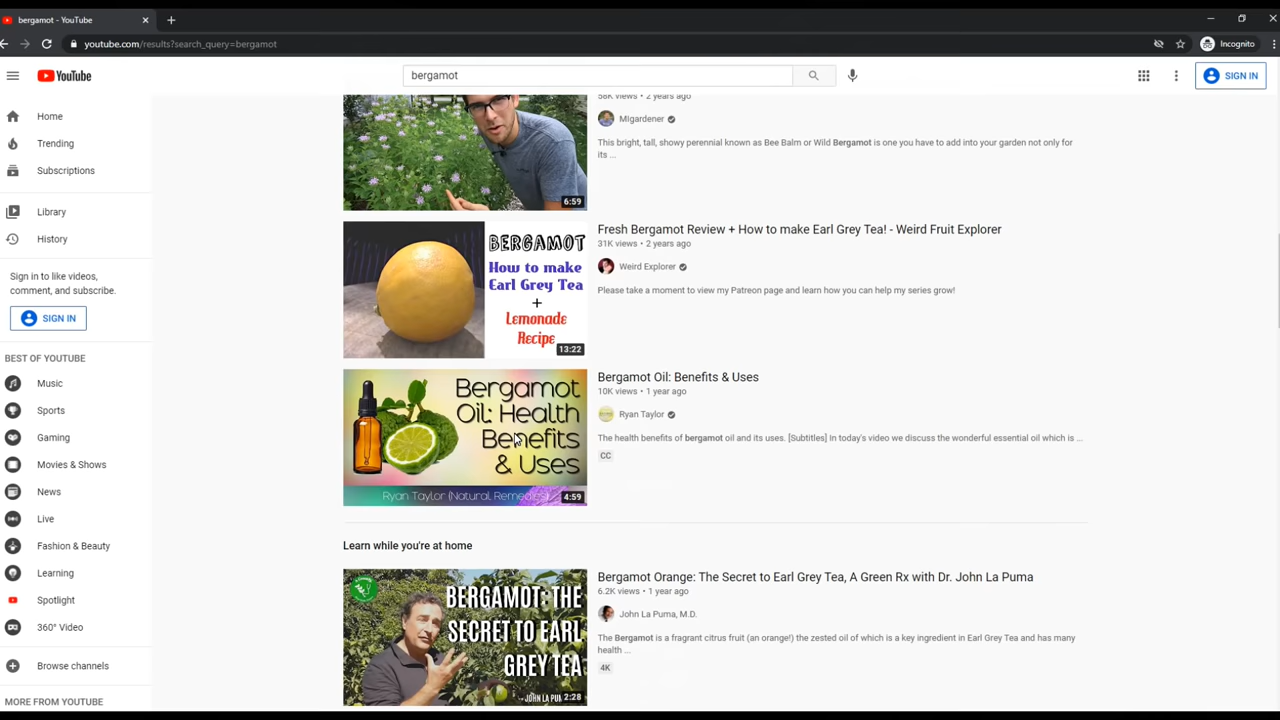 bergamot - YouTube
youtube.com/results?search_query=bergamot
Incognito
YouTube
bergamot
SIGN IN
Home
Trending
Subscriptions
Library
History
Sign in to like videos,
comment, and subscribe.
SIGN IN
BEST OF YOUTUBE
Music
Sports
Gaming
Movies & Shows
News
Live
Fashion & Beauty
Learning
Spotlight
360° Video
Browse channels
MORE FROM YOUTUBE
58K views • 2 years ago
Migardener
This bright, tall, showy perennial known as Bee Balm or Wild Bergamot is one you have to add into your garden not only for
its ...
6:59
BERGAMOT
How to make
Earl Grey Tea
+
Lemonade
Recipe
13:22
Fresh Bergamot Review + How to make Earl Grey Tea! - Weird Fruit Explorer
31K views • 2 years ago
Weird Explorer
Please take a moment to view my Patreon page and learn how you can help my series grow!
Bergamot
Oil: Health
Benefits
& Uses
Ryan Taylor (Natural Remedies)
4:59
Bergamot Oil: Benefits & Uses
10K views • 1 year ago
Ryan Taylor
The health benefits of bergamot oil and its uses. [Subtitles] In today's video we discuss the wonderful essential oil which is ...
CC
Learn while you're at home
BERGAMOT: THE
SECRET TO EARL
GREY TEA
2:28
Bergamot Orange: The Secret to Earl Grey Tea, A Green Rx with Dr. John La Puma
6.2K views • 1 year ago
John La Puma, M.D.
The Bergamot is a fragrant citrus fruit (an orange!) the zested oil of which is a key ingredient in Earl Grey Tea and has many
health ...
4K